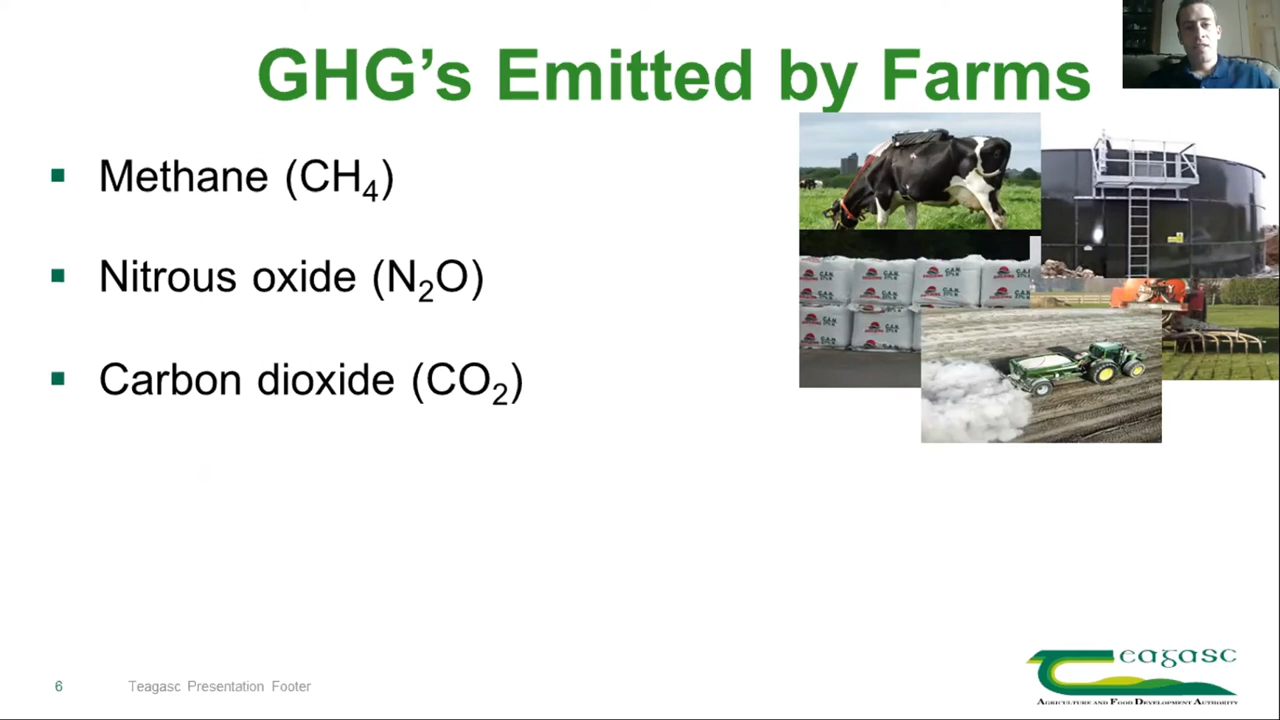 GHG's Emitted by Farms
▪ Methane (CH₄)
▪ Nitrous oxide (N₂O)
▪ Carbon dioxide (CO₂)
6
Teagasc Presentation Footer
Teagasc
Agriculture and Food Development Authority